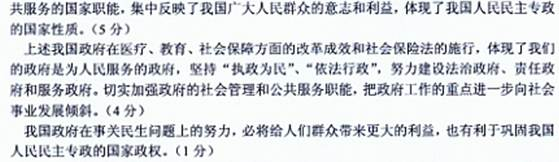 共服务的国家职能，集中反映了我国广大人民群众的意志和利益，体现了我国人民民主专政
的国家性质。（5 分）
上述我国政府在医疗、教育、社会保障方面的改革成效和社会保险法的施行，体现了我们
的政府是为人民服务的政府，坚持“执政为民”、“依法行政”，努力建设法治政府、责任政
府和服务政府。切实加强政府的社会管理和公共服务职能，把政府工作的重点进一步向社会
事业发展倾斜。（4 分）
我国政府在事关民生问题上的努力，必将给人们群众带来更大的利益，也有利于巩固我国
人民民主专政的国家政权。（1 分）